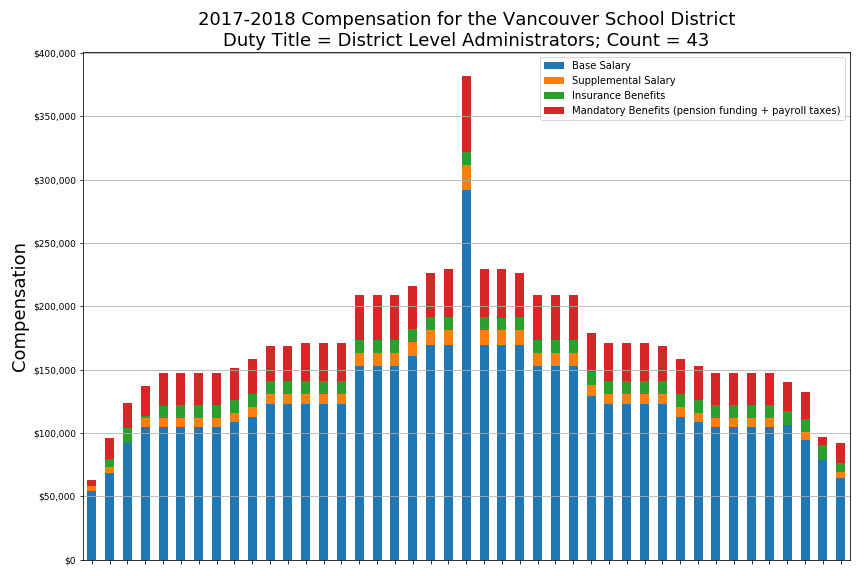 2017-2018 Compensation for the Vancouver School District
Duty Title = District Level Administrators; Count = 43
$400,000
$350,000
$300,000
$250,000
$200,000
$150,000
$100,000
$50,000
$0
Compensation
Base Salary
Supplemental Salary
Insurance Benefits
Mandatory Benefits (pension funding + payroll taxes)